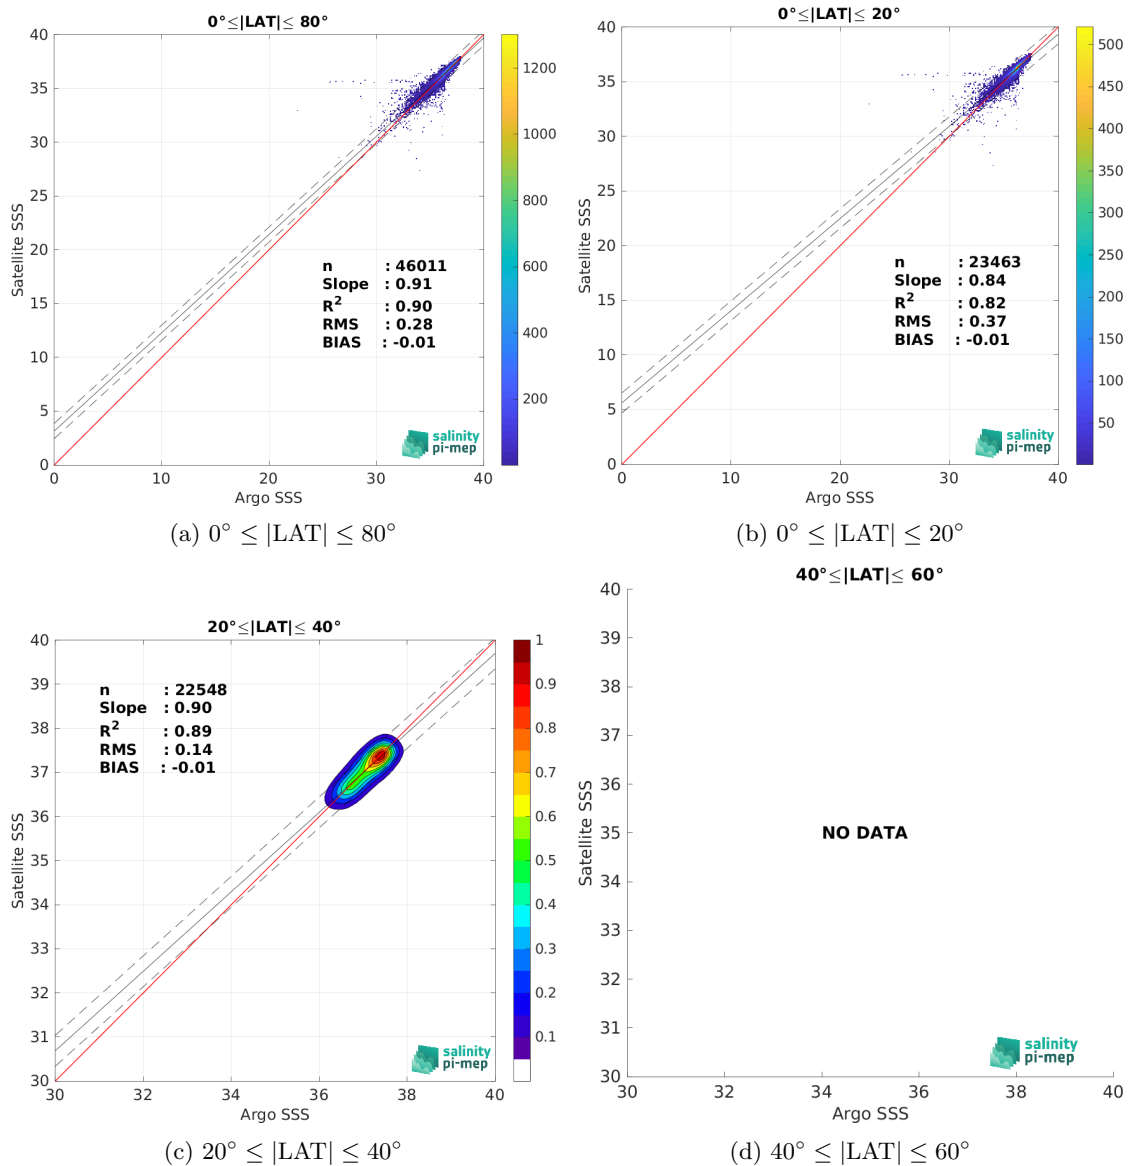 0°≤|LAT|≤ 80°
40
35
30
25
20
15
10
5
0
Satellite SSS
n : 46011
Slope : 0.91
R² : 0.90
RMS : 0.28
BIAS : -0.01
salinity
pi-mep
0 10 20 30 40
Argo SSS
1200
1000
800
600
400
200
(a) 0° ≤ |LAT| ≤ 80°
0°≤|LAT|≤ 20°
40
35
30
25
20
15
10
5
0
Satellite SSS
n : 23463
Slope : 0.84
R² : 0.82
RMS : 0.37
BIAS : -0.01
salinity
pi-mep
0 10 20 30 40
Argo SSS
500
450
400
350
300
250
200
150
100
50
(b) 0° ≤ |LAT| ≤ 20°
20°≤|LAT|≤ 40°
40
39
38
37
36
35
34
33
32
31
30
Satellite SSS
n : 22548
Slope : 0.90
R² : 0.89
RMS : 0.14
BIAS : -0.01
salinity
pi-mep
30 32 34 36 38 40
Argo SSS
1
0.9
0.8
0.7
0.6
0.5
0.4
0.3
0.2
0.1
(c) 20° ≤ |LAT| ≤ 40°
40°≤|LAT|≤ 60°
40
39
38
37
36
35
34
33
32
31
30
Satellite SSS
NO DATA
salinity
pi-mep
30 32 34 36 38 40
Argo SSS
(d) 40° ≤ |LAT| ≤ 60°